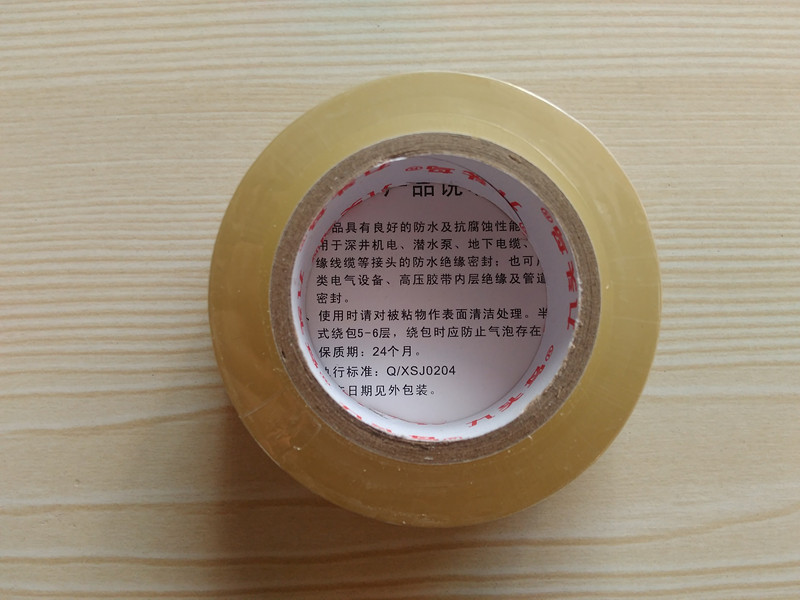 产品说
品具有良好的防水及抗腐蚀性能
用于深井机电、潜水泵、地下电缆、
缘线缆等接头的防水绝缘密封；也可
类电气设备、高压胶带内层绝缘及管道
密封。
、使用时请对被粘物作表面清洁处理。半
式绕包5-6层，绕包时应防止气泡存在
保质期：24个月。
执行标准：Q/XSJ0204
日期见外包装。